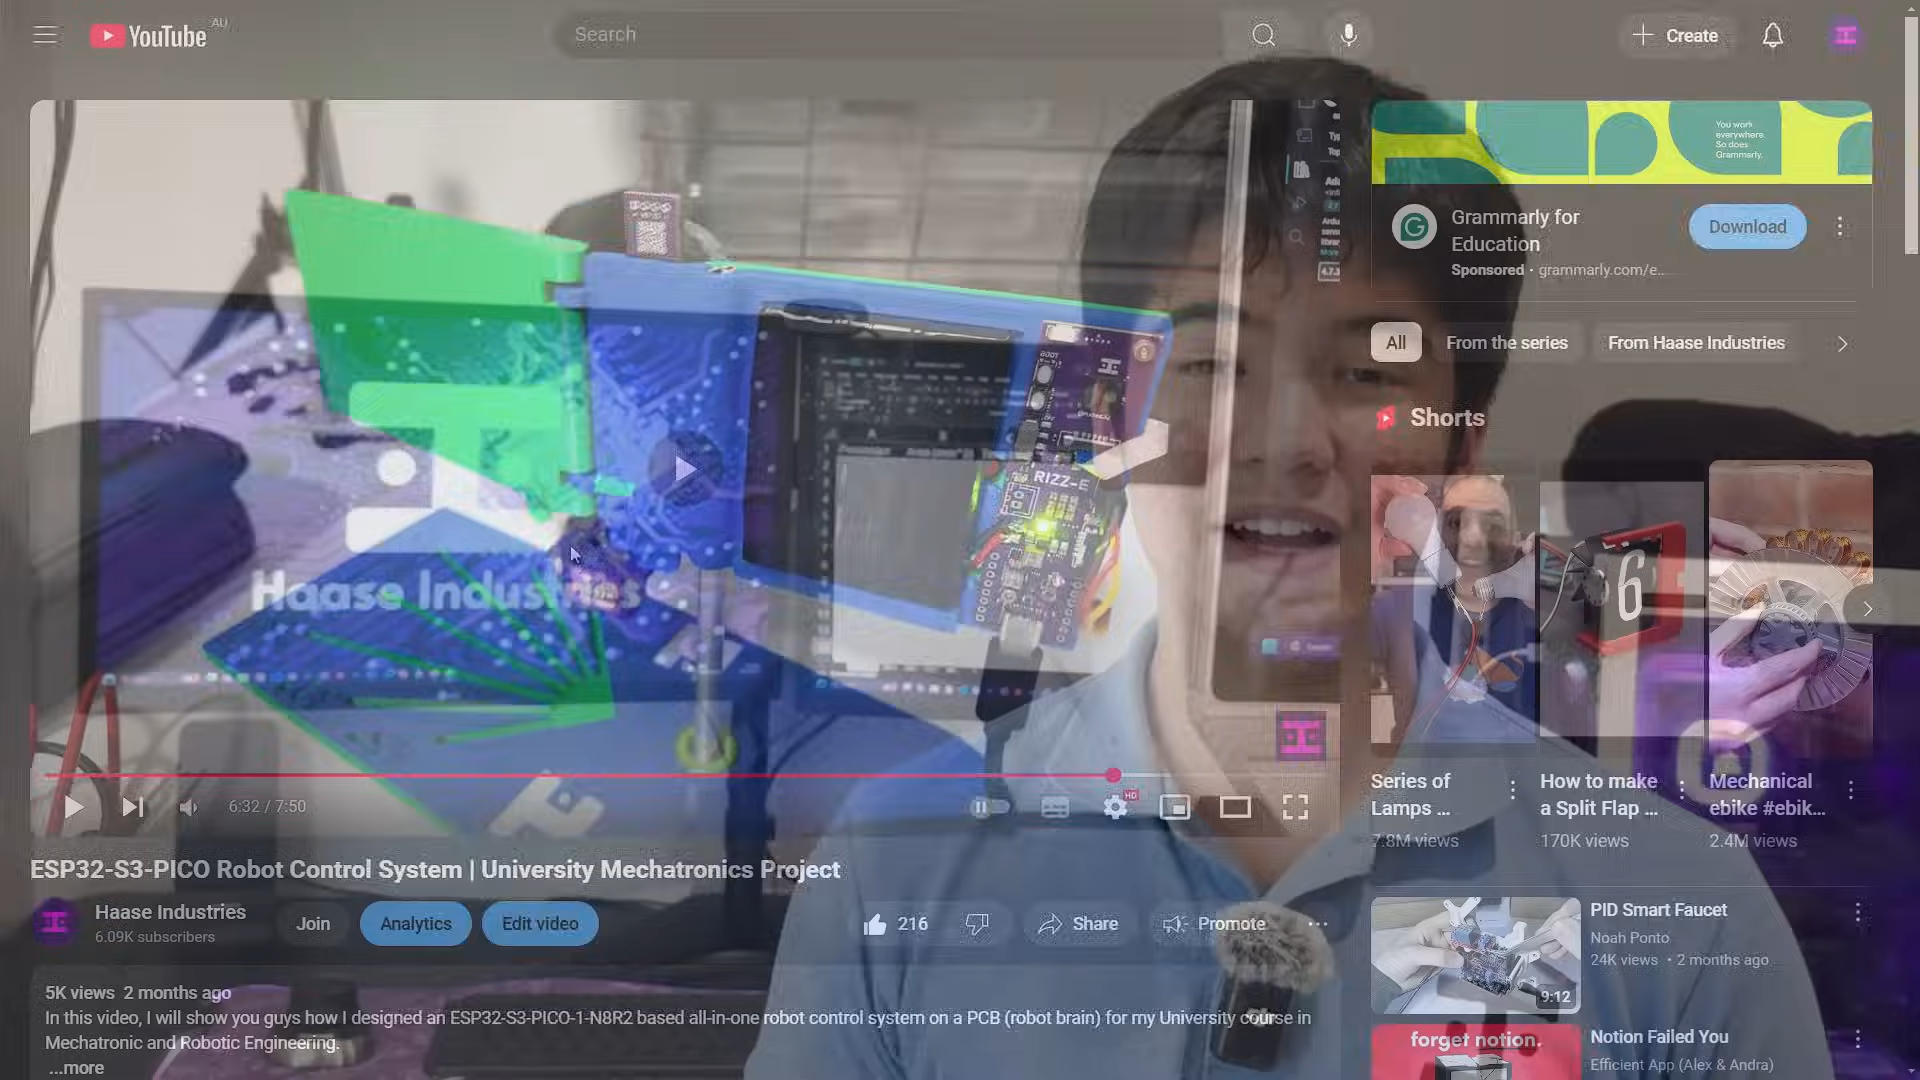 YouTube AU
Search
Create
You work
everywhere.
So does
Grammarly.
Grammarly for
Education
Sponsored · grammarly.com/e...
Download
All
From the series
From Haase Industries
Shorts
BOOT
RIZZ-E
Haase Industries
6
6:32 / 7:50
HD
Series of
Lamps ...
7.8M views
How to make
a Split Flap ...
170K views
Mechanical
ebike #ebik...
2.4M views
ESP32-S3-PICO Robot Control System | University Mechatronics Project
Haase Industries
6.09K subscribers
Join
Analytics
Edit video
216
Share
Promote
5K views 2 months ago
In this video, I will show you guys how I designed an ESP32-S3-PICO-1-N8R2 based all-in-one robot control system on a PCB (robot brain) for my University course in
Mechatronic and Robotic Engineering.
...more
9:12
PID Smart Faucet
Noah Ponto
24K views • 2 months ago
forget notion.
Notion Failed You
Efficient App (Alex & Andra)